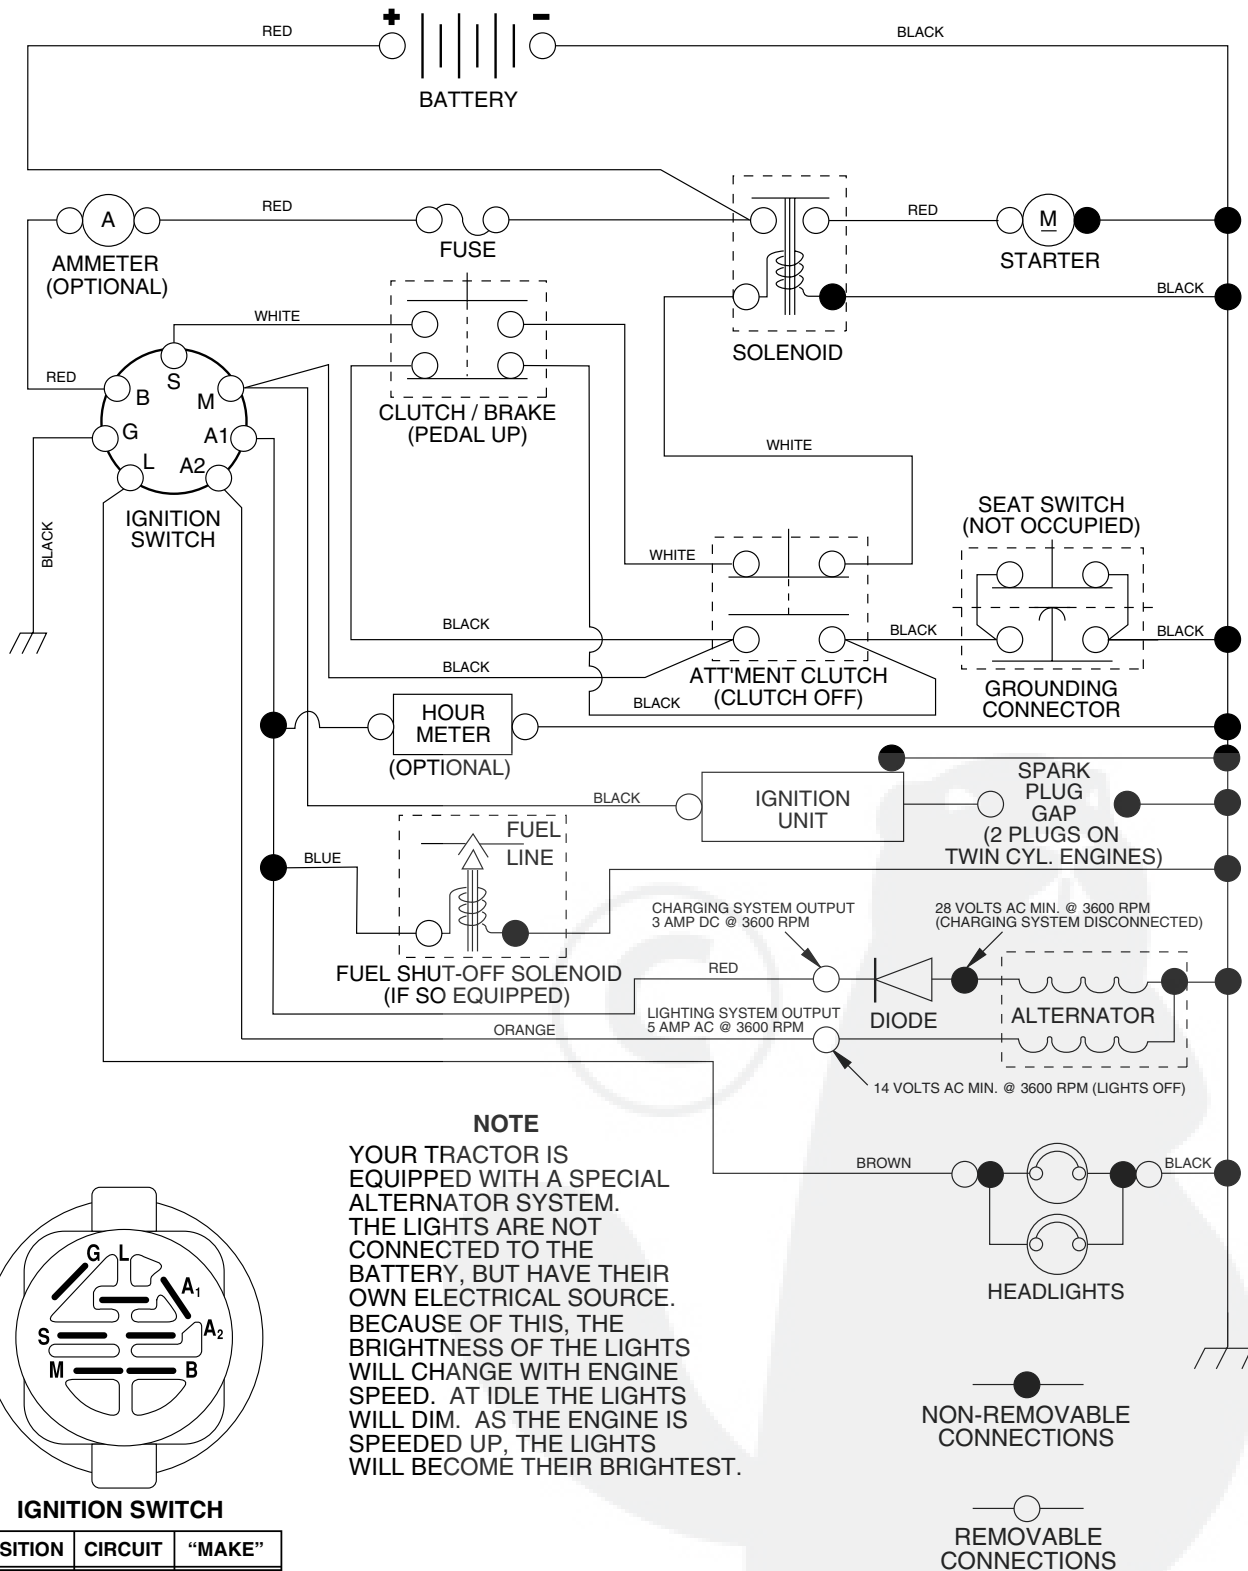 +
−
RED
BLACK
BATTERY
RED
A
FUSE
AMMETER
(OPTIONAL)
RED
M
STARTER
BLACK
SOLENOID
WHITE
RED
S
B
M
G
A1
L
A2
IGNITION
SWITCH
BLACK
CLUTCH / BRAKE
(PEDAL UP)
WHITE
SEAT SWITCH
(NOT OCCUPIED)
WHITE
BLACK
BLACK
BLACK
BLACK
ATT'MENT CLUTCH
(CLUTCH OFF)
BLACK
GROUNDING
CONNECTOR
HOUR
METER
(OPTIONAL)
BLACK
IGNITION
UNIT
SPARK
PLUG
GAP
(2 PLUGS ON
TWIN CYL. ENGINES)
BLUE
FUEL
LINE
FUEL SHUT-OFF SOLENOID
(IF SO EQUIPPED)
CHARGING SYSTEM OUTPUT
3 AMP DC @ 3600 RPM
28 VOLTS AC MIN. @ 3600 RPM
(CHARGING SYSTEM DISCONNECTED)
RED
DIODE
ALTERNATOR
LIGHTING SYSTEM OUTPUT
5 AMP AC @ 3600 RPM
ORANGE
14 VOLTS AC MIN. @ 3600 RPM (LIGHTS OFF)
NOTE
YOUR TRACTOR IS
EQUIPPED WITH A SPECIAL
ALTERNATOR SYSTEM.
THE LIGHTS ARE NOT
CONNECTED TO THE
BATTERY, BUT HAVE THEIR
OWN ELECTRICAL SOURCE.
BECAUSE OF THIS, THE
BRIGHTNESS OF THE LIGHTS
WILL CHANGE WITH ENGINE
SPEED. AT IDLE THE LIGHTS
WILL DIM. AS THE ENGINE IS
SPEEDED UP, THE LIGHTS
WILL BECOME THEIR BRIGHTEST.
BROWN
BLACK
HEADLIGHTS
G L
A1
S
A2
M
B
IGNITION SWITCH
SITION CIRCUIT "MAKE"
NON-REMOVABLE
CONNECTIONS
REMOVABLE
CONNECTIONS
©